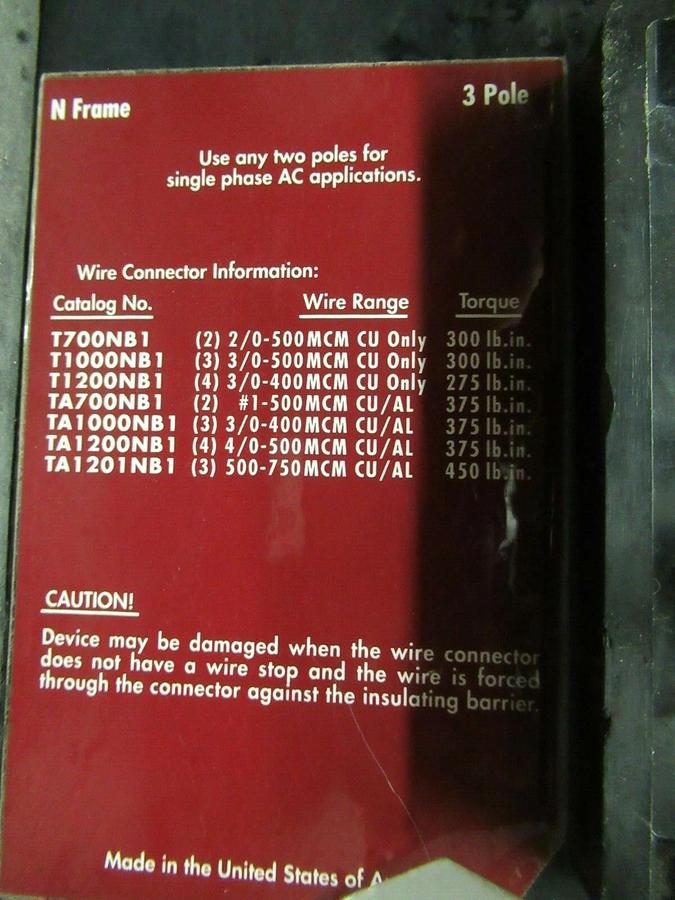 N Frame 3 Pole
Use any two poles for
single phase AC applications.
Wire Connector Information:
Catalog No. Wire Range Torque
T700NB1 (2) 2/0-500MCM CU Only 300 lb.in.
T1000NB1 (3) 3/0-500MCM CU Only 300 lb.in.
T1200NB1 (4) 3/0-400MCM CU Only 275 lb.in.
TA700NB1 (2) #1-500MCM CU/AL 375 lb.in.
TA1000NB1 (3) 3/0-400MCM CU/AL 375 lb.in.
TA1200NB1 (4) 4/0-500MCM CU/AL 375 lb.in.
TA1201NB1 (3) 500-750MCM CU/AL 450 lb.in.
CAUTION!
Device may be damaged when the wire connector
does not have a wire stop and the wire is forced
through the connector against the insulating barrier.
Made in the United States of